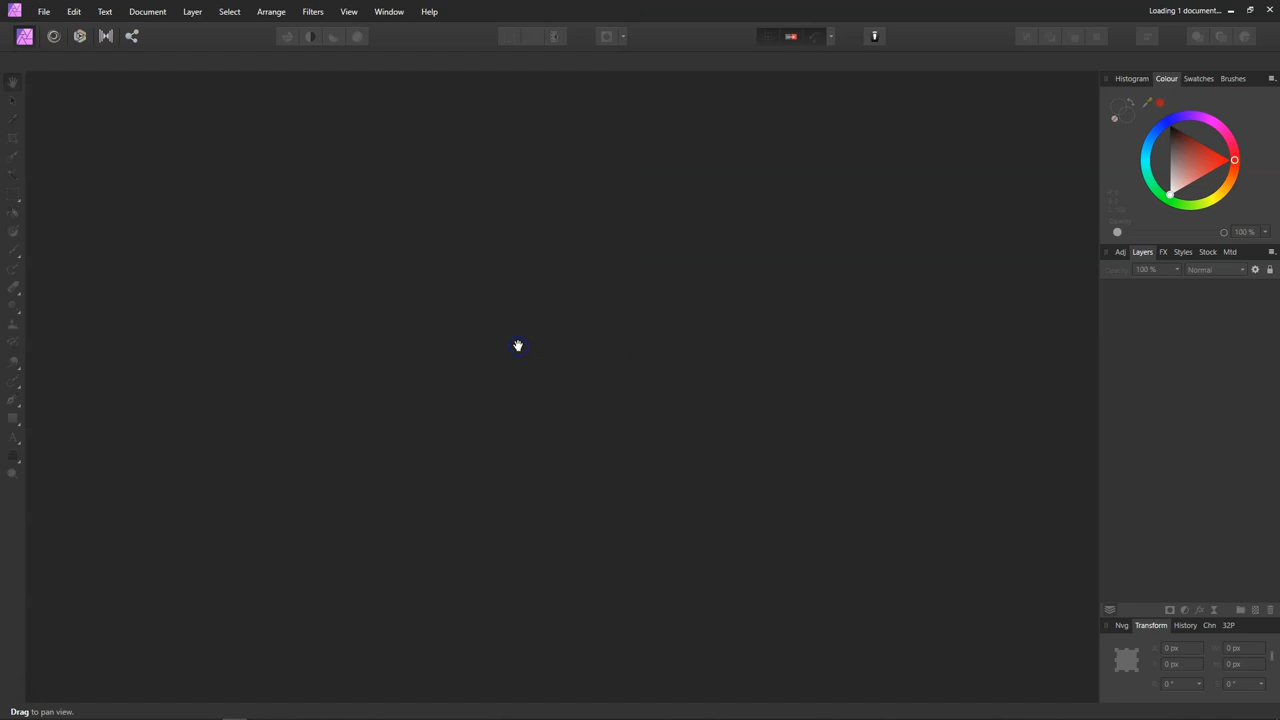 File Edit Text Document Layer Select Arrange Filters View Window Help Loading 1 document...
Histogram Colour Swatches Brushes
Opacity
100 %
Adj Layers FX Styles Stock Mtd
Opacity: 100 % Normal
Nvg Transform History Chn 32P
X: 0 px W: 0 px
Y: 0 px H: 0 px
R: 0 ° S: 0 °
Drag to pan view.